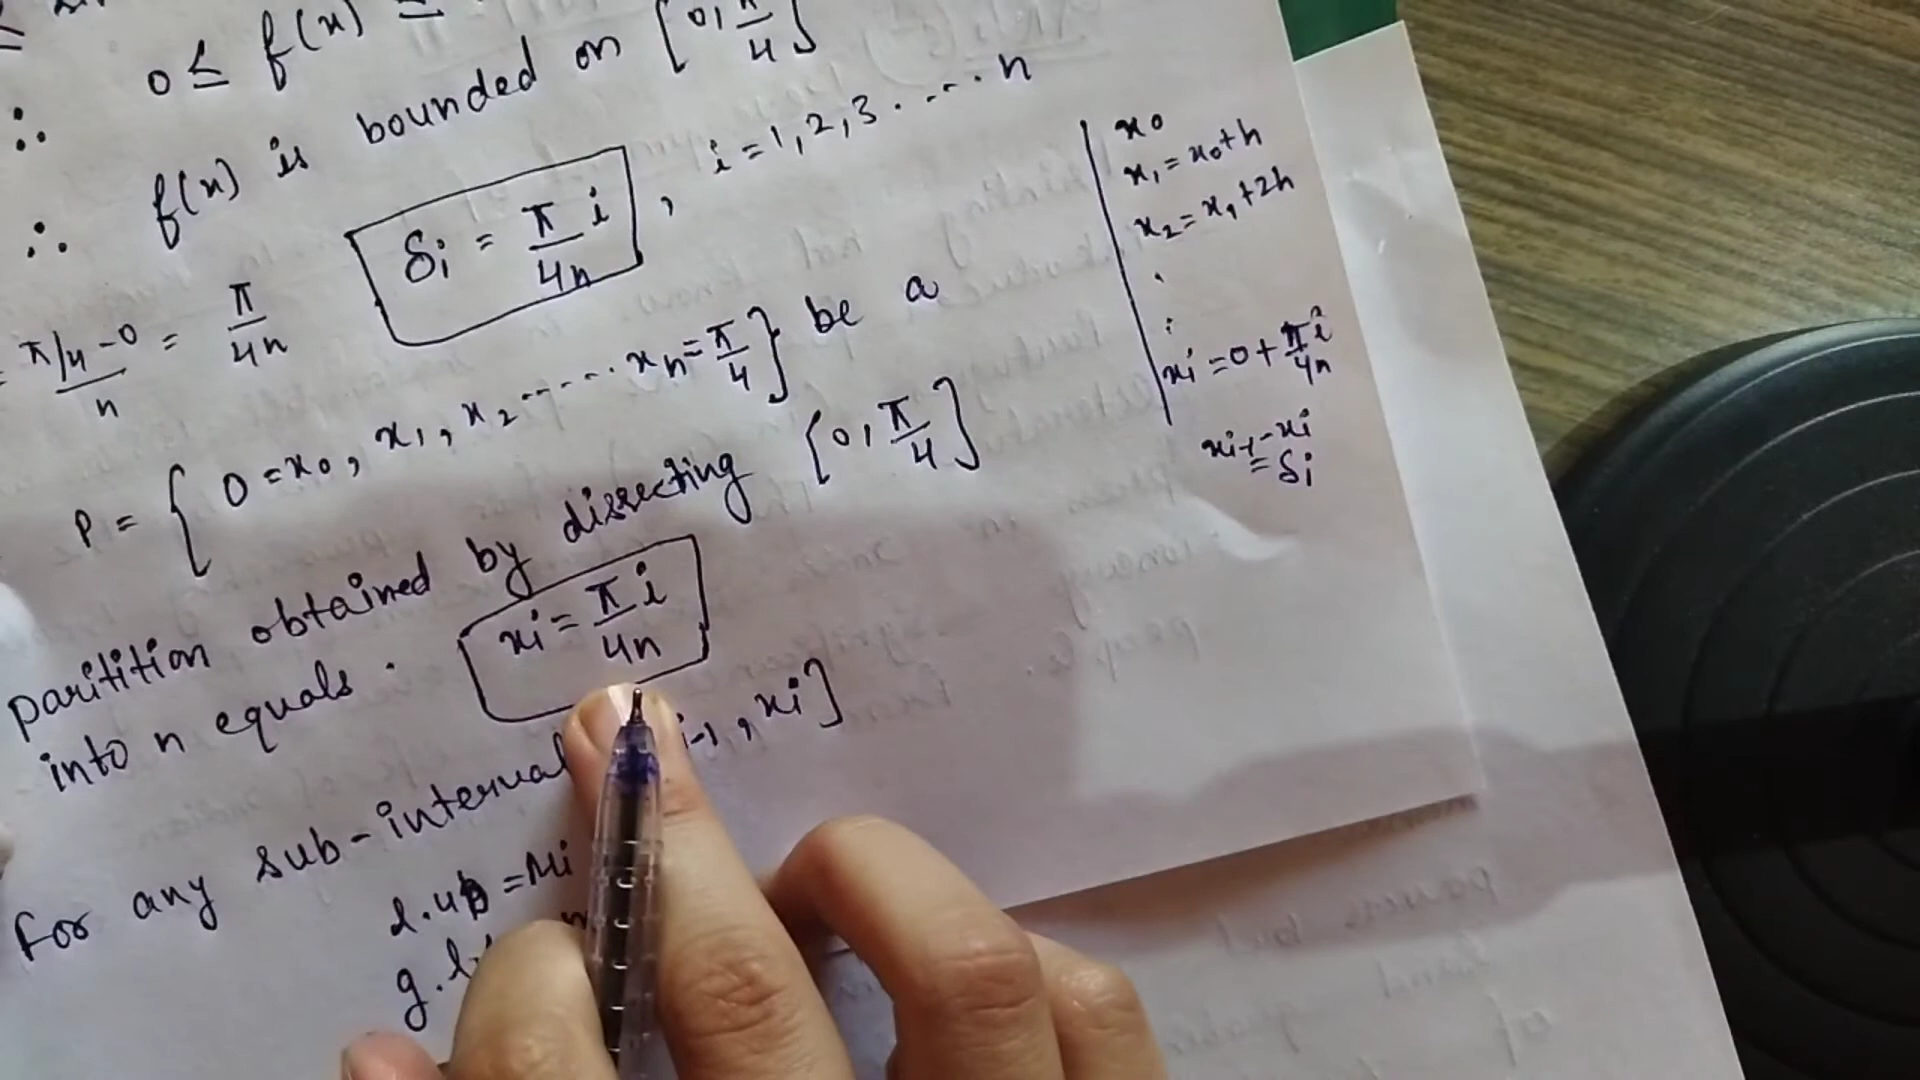 ∴ 0 ≤ f(x) ≤
∴ f(x) is bounded on [0, π/4]
δi = π/4n i , i = 1, 2, 3 . ... . n
= π/4 - 0 / n = π/4n
P = { 0 = x0 , x1 , x2 ...... xn = π/4 } be a
paritition obtained by dissecting [0, π/4]
into n equals . xi = π/4n i
For any sub-interval i-1 , xi]
l.ub = Mi
g.l
x0
x1 = x0 + h
x2 = x1 + 2h
.
:
xi = 0 + πi/4n
xi-1 - xi
= δi